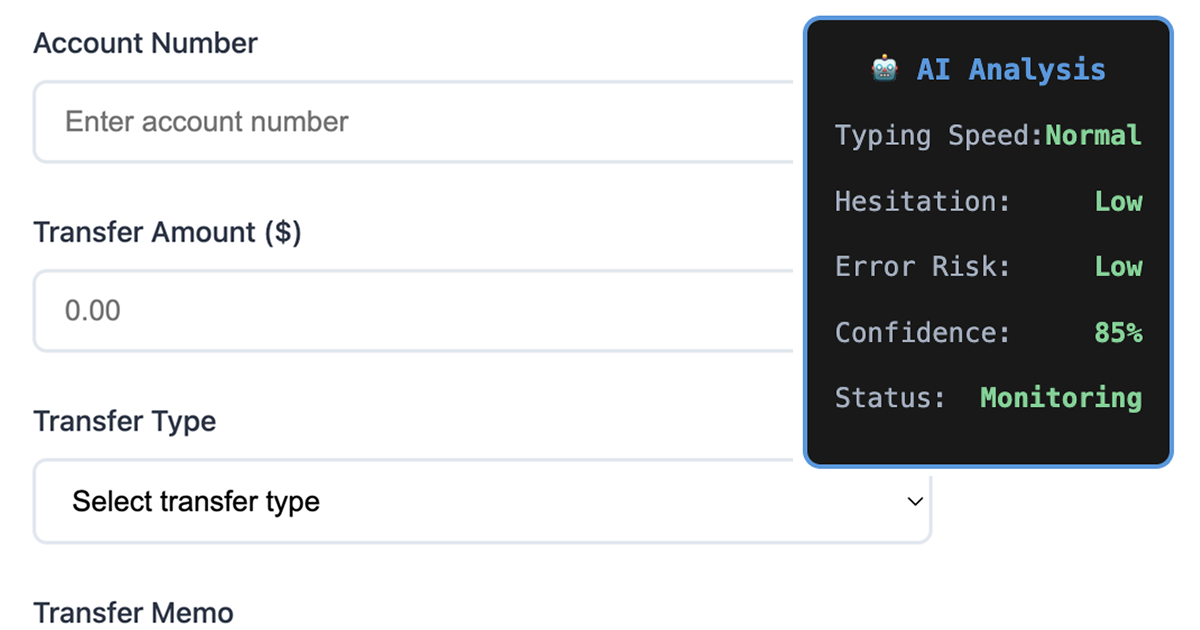 Account Number
Enter account number
Transfer Amount ($)
0.00
Transfer Type
Select transfer type
Transfer Memo
AI Analysis
Typing Speed:Normal
Hesitation: Low
Error Risk: Low
Confidence: 85%
Status: Monitoring